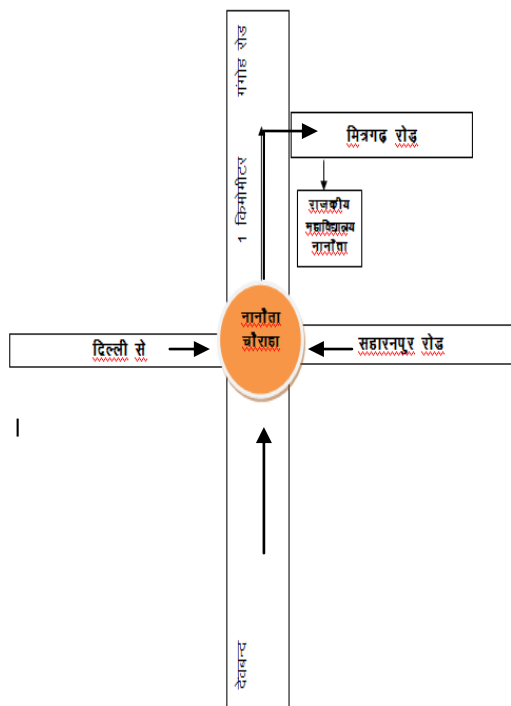 गंगोह रोड
1 किमोमीटर
मित्रगढ़ रोड़
राजकीय
महाविद्यालय
नानौता
नानौता
चौराहा
दिल्ली से
सहारनपुर रोड
देवबन्द